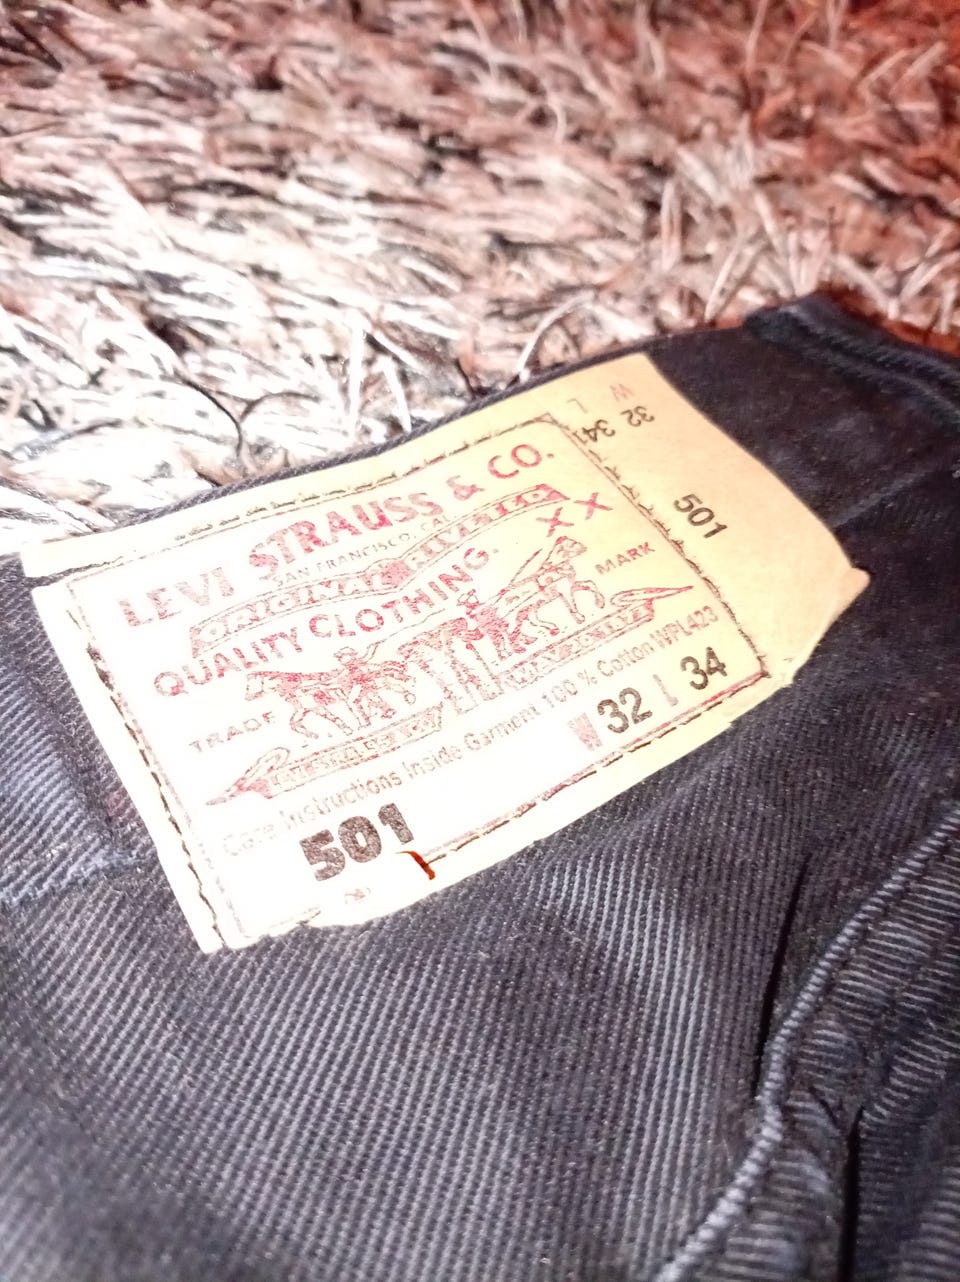 LEVI STRAUSS & CO.
SAN FRANCISCO, CAL.
ORIGINAL RIVETED
QUALITY CLOTHING. XX
TRADE MARK
Care Instructions Inside Garment 100 % Cotton WPL423
W 32 L 34
501
W L
32 34
501